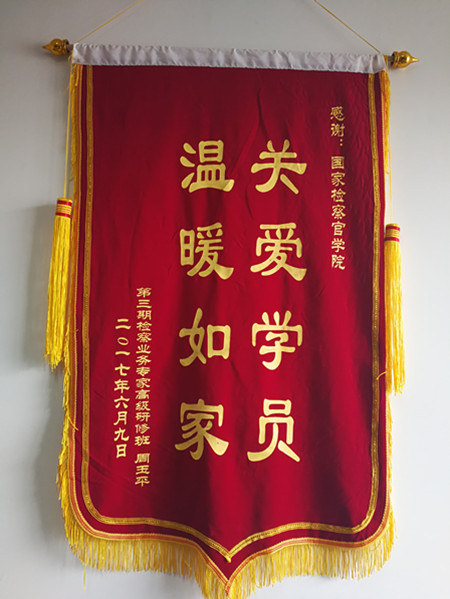 感谢：国家检察官学院
关爱学员
温暖如家
第三期检察业务专家高级研修班 周玉平
二〇一七年六月九日